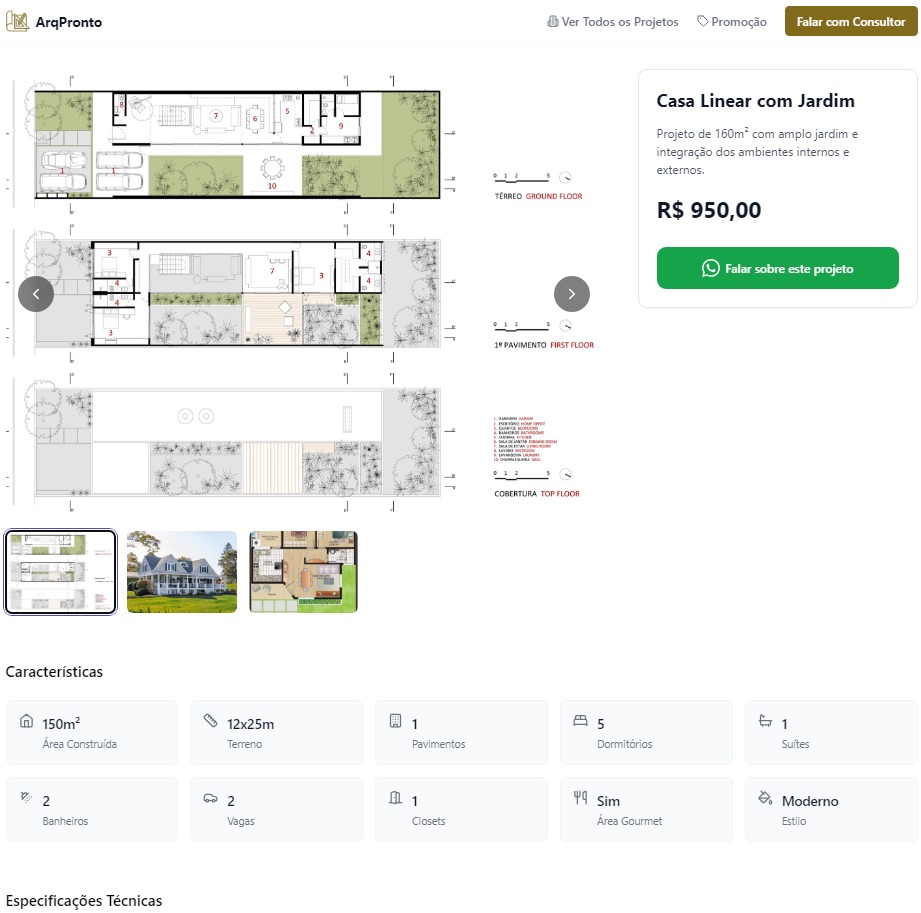 ArqPronto
Ver Todos os Projetos
Promoção
Falar com Consultor
Casa Linear com Jardim
Projeto de 160m² com amplo jardim e
integração dos ambientes internos e
externos.
R$ 950,00
Falar sobre este projeto
8
7
6
5
2
9
1
1
10
0 1 2 5
TÉRREO GROUND FLOOR
3
4
4
3
7
3
4
4
0 1 2 5
1º PAVIMENTO FIRST FLOOR
1. GARAGEM GARAGE
2. ESCRITÓRIO HOME OFFICE
3. QUARTOS BEDROOMS
4. BANHEIROS BATHROOMS
5. COZINHA KITCHEN
6. SALA DE JANTAR DINNING ROOM
7. SALA DE ESTAR LIVING ROOM
8. LAVABO RESTROOM
9. LAVANDERIA LAUNDRY
10. CHURRASQUEIRA GRILL
0 1 2 5
COBERTURA TOP FLOOR
Características
150m²
Área Construída
12x25m
Terreno
1
Pavimentos
5
Dormitórios
1
Suítes
2
Banheiros
2
Vagas
1
Closets
Sim
Área Gourmet
Moderno
Estilo
Especificações Técnicas